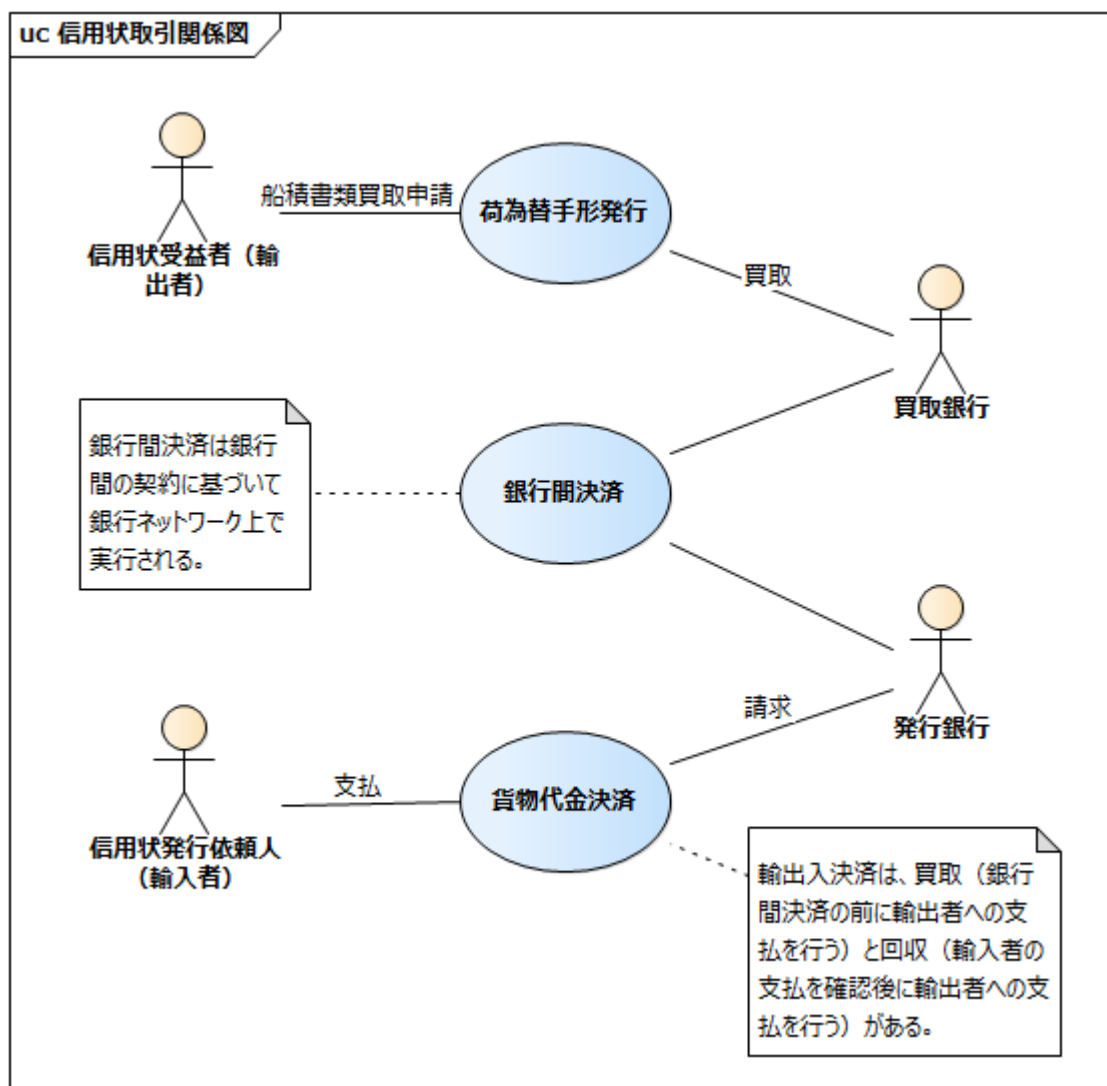 uc 信用状取引関係図
船積書類買取申請
荷為替手形発行
信用状受益者（輸
出者）
買取
買取銀行
銀行間決済は銀行
間の契約に基づいて
銀行ネットワーク上で
実行される。
銀行間決済
請求
発行銀行
支払
貨物代金決済
信用状発行依頼人
（輸入者）
輸出入決済は、買取（銀行
間決済の前に輸出者への支
払を行う）と回収（輸入者の
支払を確認後に輸出者への支
払を行う）がある。